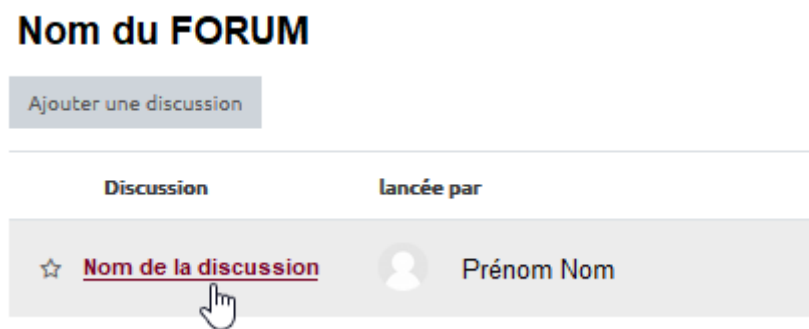 Nom du FORUM
Ajouter une discussion
Discussion lancée par
Nom de la discussion Prénom Nom